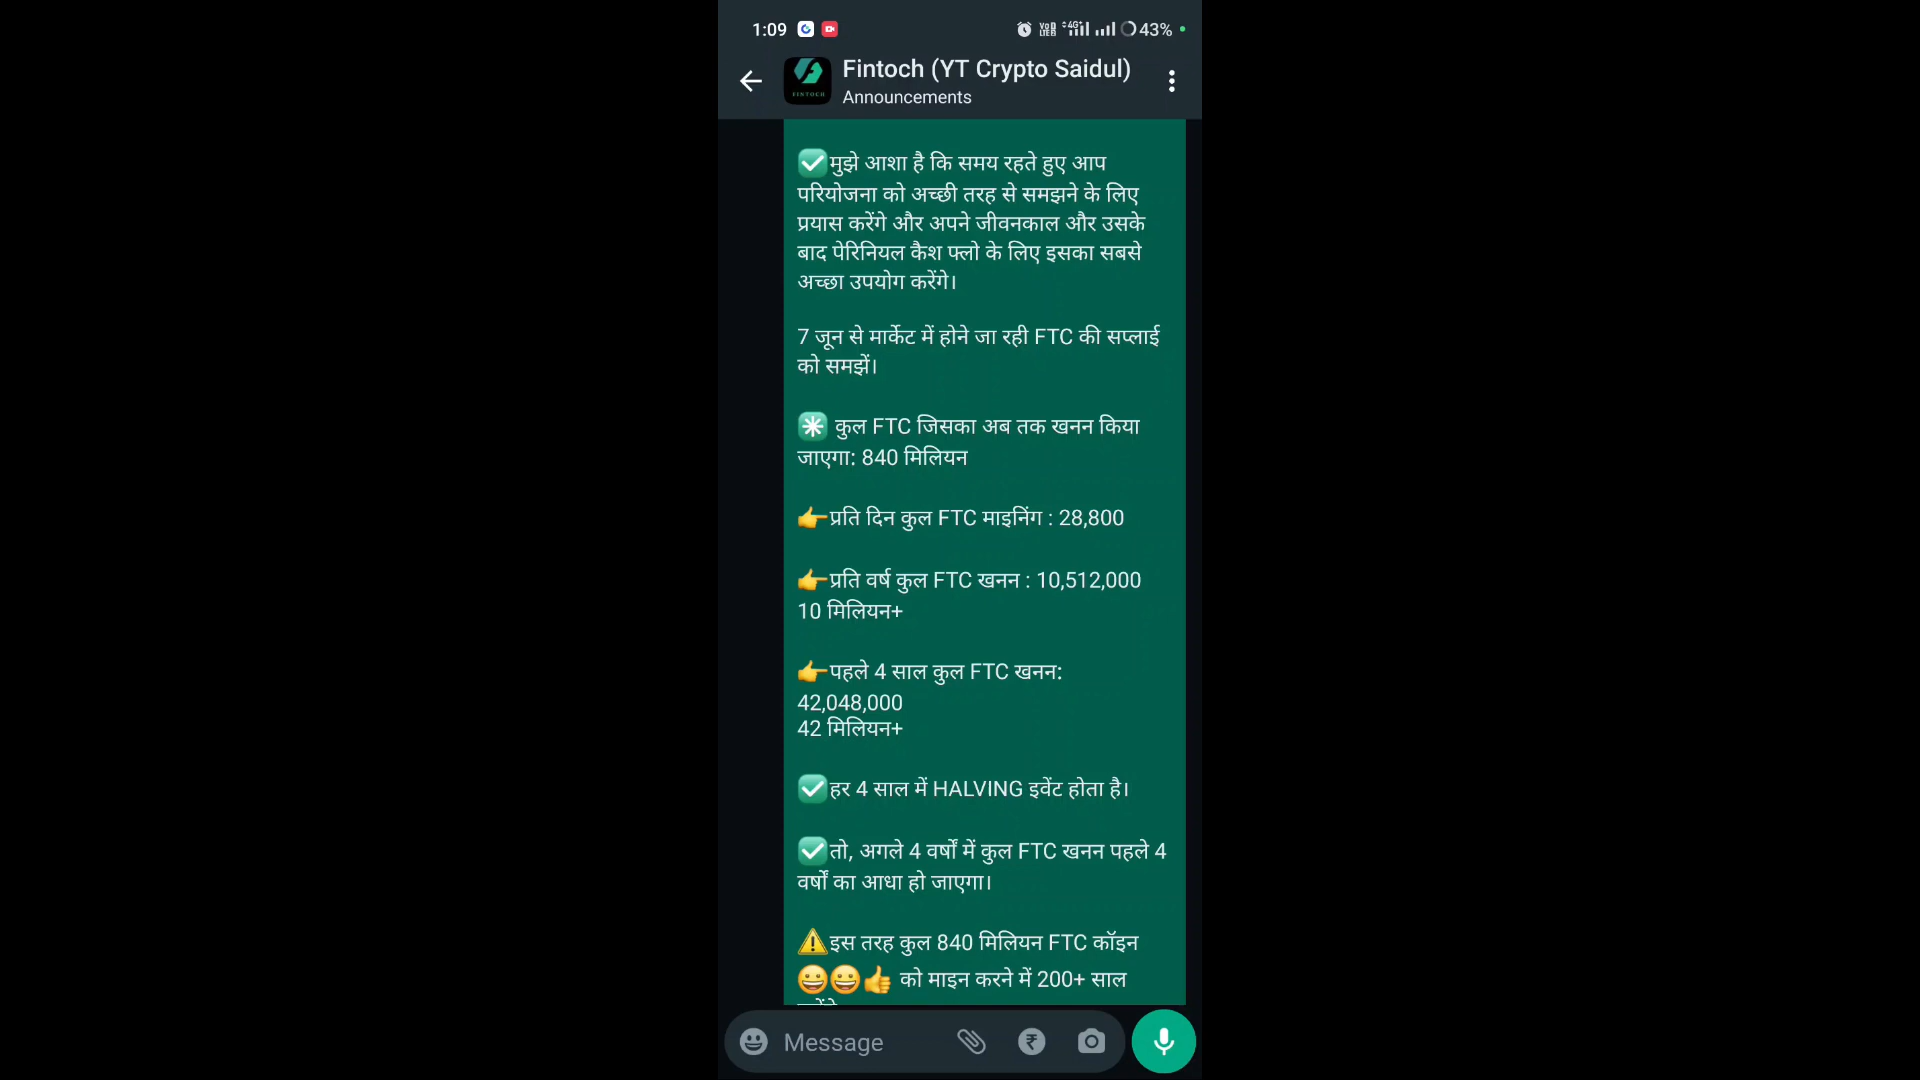 1:09
VoD LTEB 4G+ 43%
Fintoch (YT Crypto Saidul)
FINTOCH
Announcements
✅मुझे आशा है कि समय रहते हुए आप
परियोजना को अच्छी तरह से समझने के लिए
प्रयास करेंगे और अपने जीवनकाल और उसके
बाद पेरिनियल कैश फ्लो के लिए इसका सबसे
अच्छा उपयोग करेंगे।
7 जून से मार्केट में होने जा रही FTC की सप्लाई
को समझें।
✳️ कुल FTC जिसका अब तक खनन किया
जाएगा: 840 मिलियन
👉प्रति दिन कुल FTC माइनिंग : 28,800
👉प्रति वर्ष कुल FTC खनन : 10,512,000
10 मिलियन+
👉पहले 4 साल कुल FTC खनन:
42,048,000
42 मिलियन+
✅हर 4 साल में HALVING इवेंट होता है।
✅तो, अगले 4 वर्षों में कुल FTC खनन पहले 4
वर्षों का आधा हो जाएगा।
⚠️इस तरह कुल 840 मिलियन FTC कॉइन
😀😀👍 को माइन करने में 200+ साल
Message